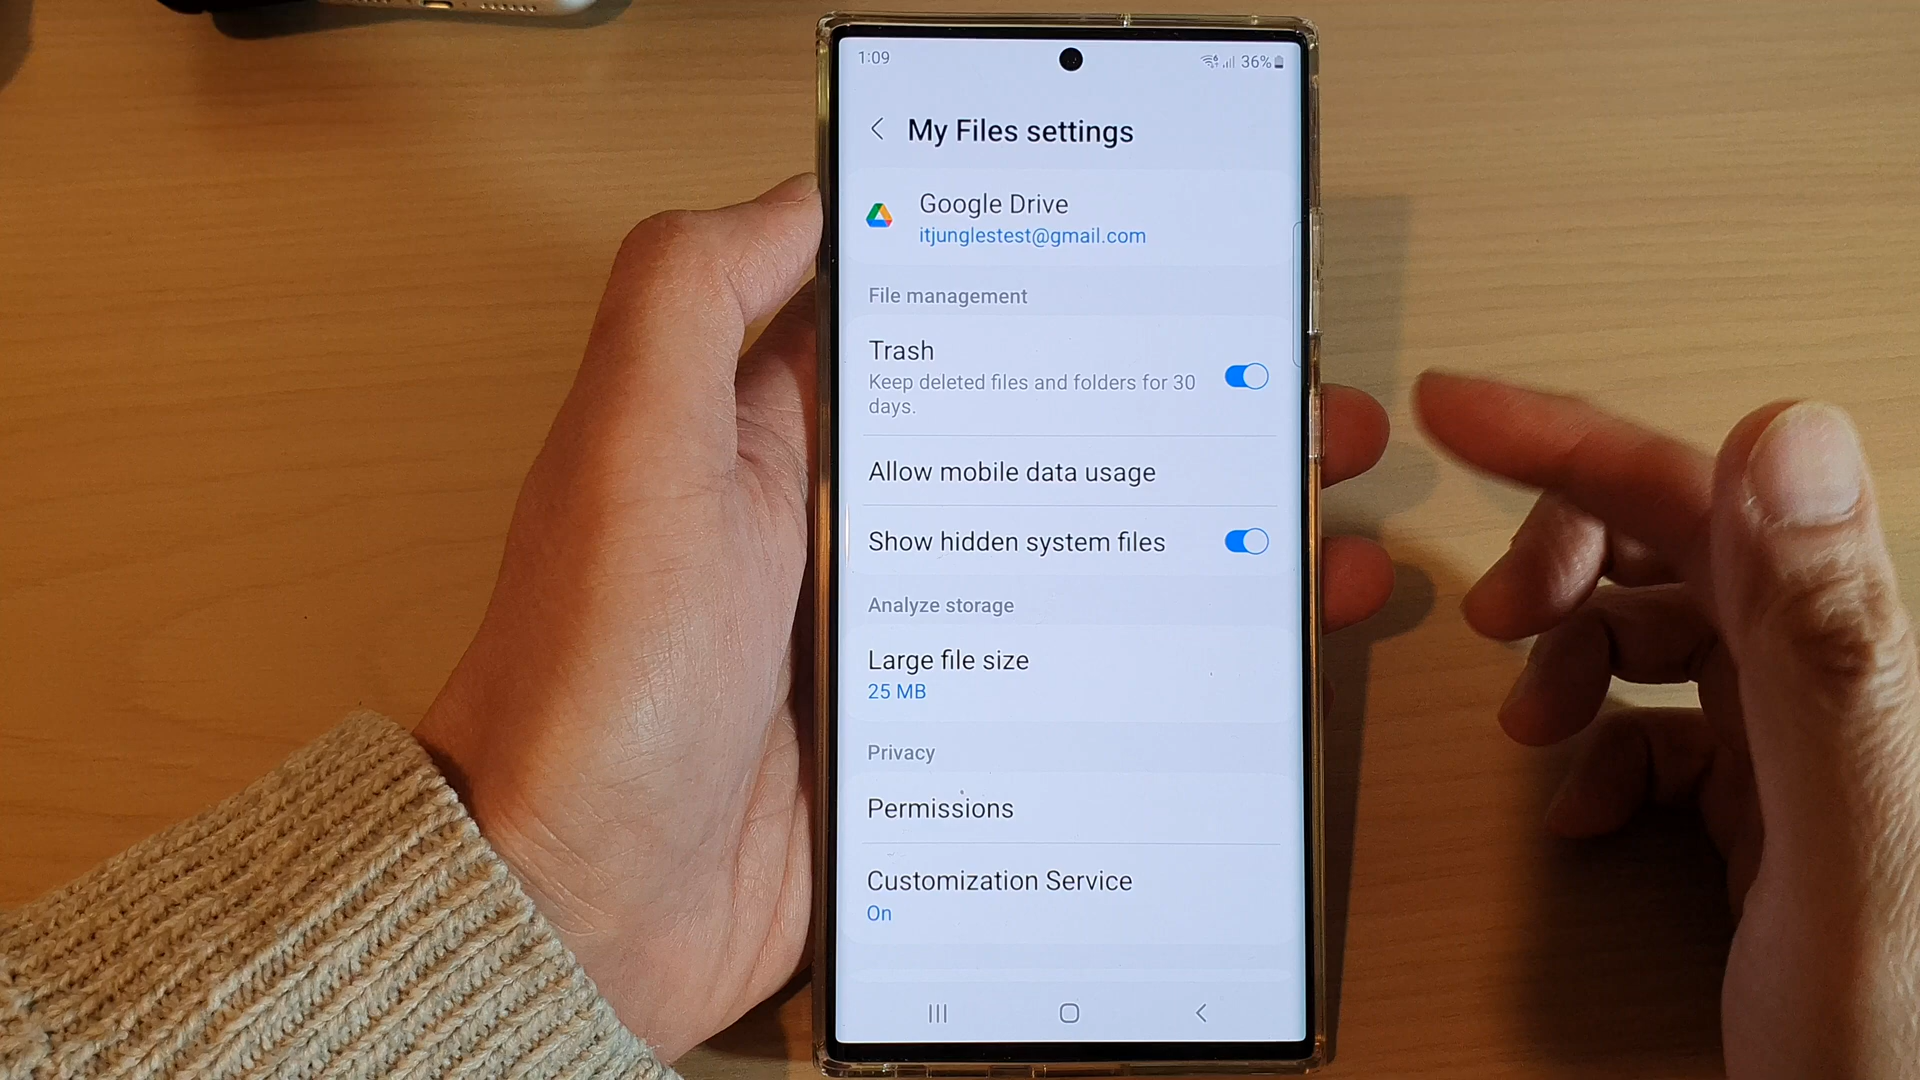 1:09
36%
My Files settings
Google Drive
itjunglestest@gmail.com
File management
Trash
Keep deleted files and folders for 30
days.
Allow mobile data usage
Show hidden system files
Analyze storage
Large file size
25 MB
Privacy
Permissions
Customization Service
On